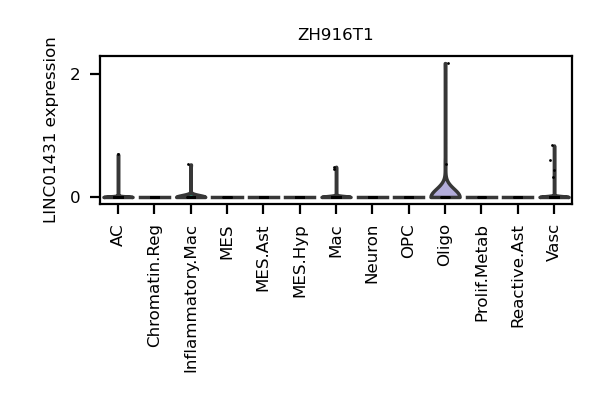 ZH916T1
LINC01431 expression
2
0
AC
Chromatin.Reg
Inflammatory.Mac
MES
MES.Ast
MES.Hyp
Mac
Neuron
OPC
Oligo
Prolif.Metab
Reactive.Ast
Vasc